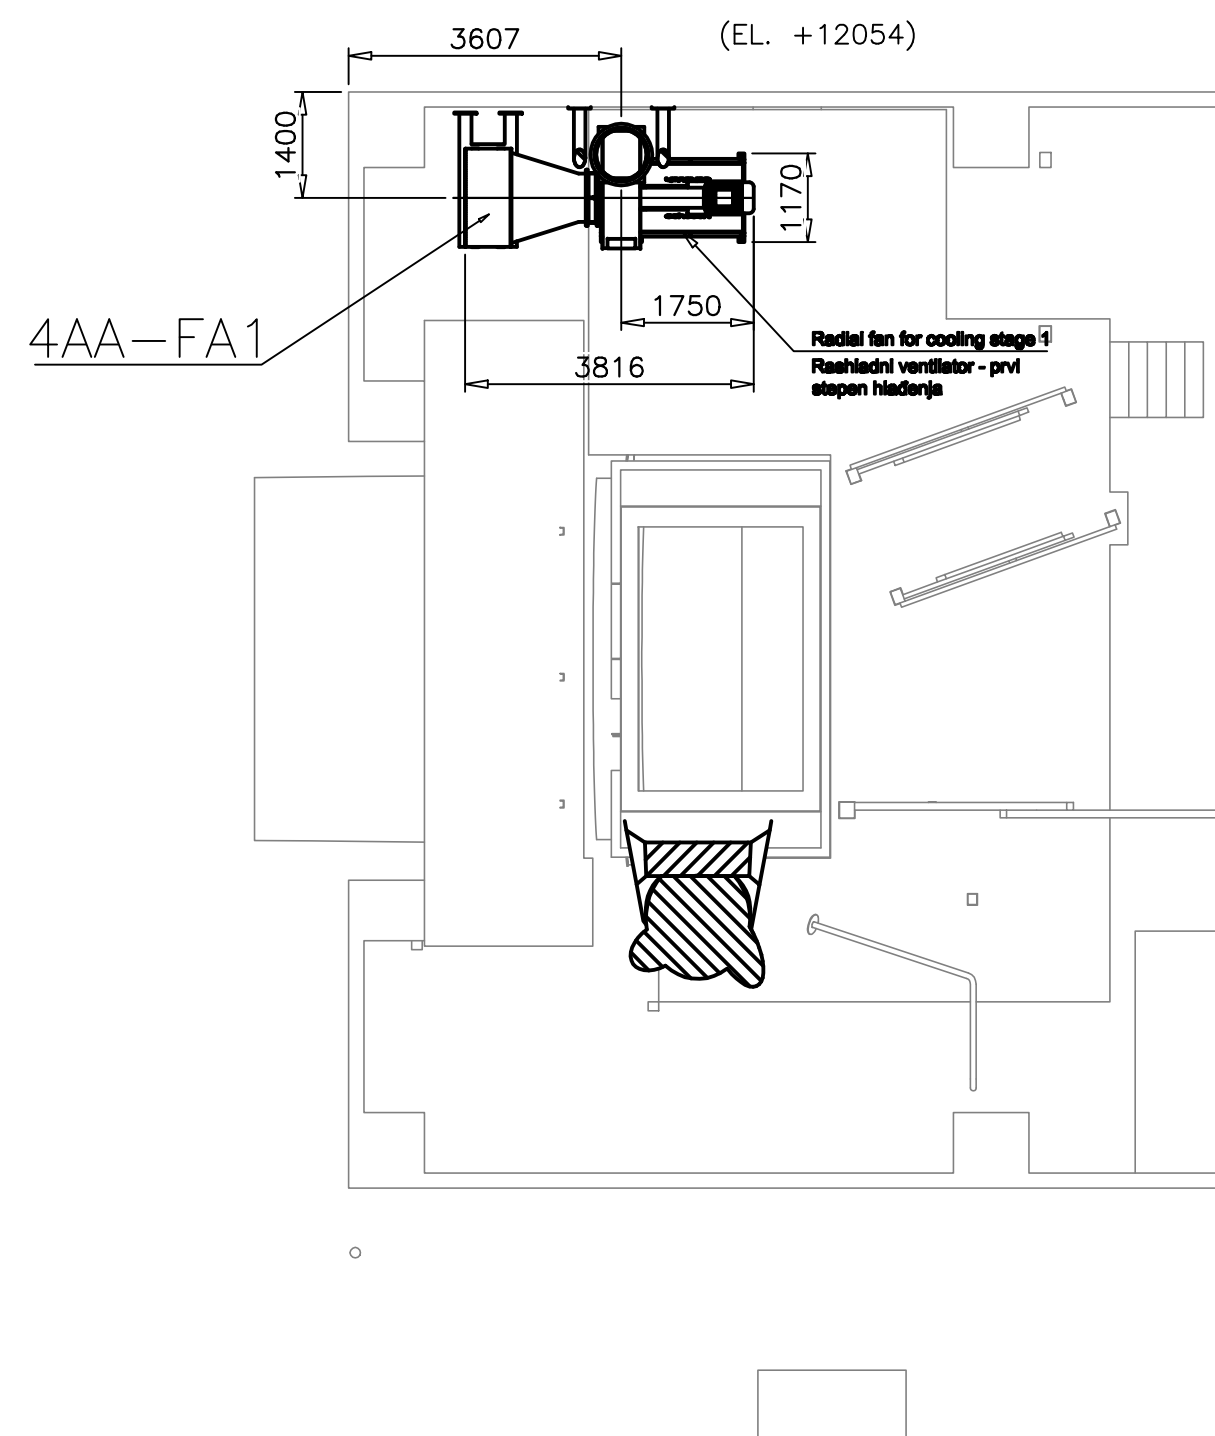 (EL. +12054)
3607
1400
1170
1750
4AA-FA1
3816
Radial fan for cooling stage 1
Rashladni ventilator - prvi
stepen hlađenja